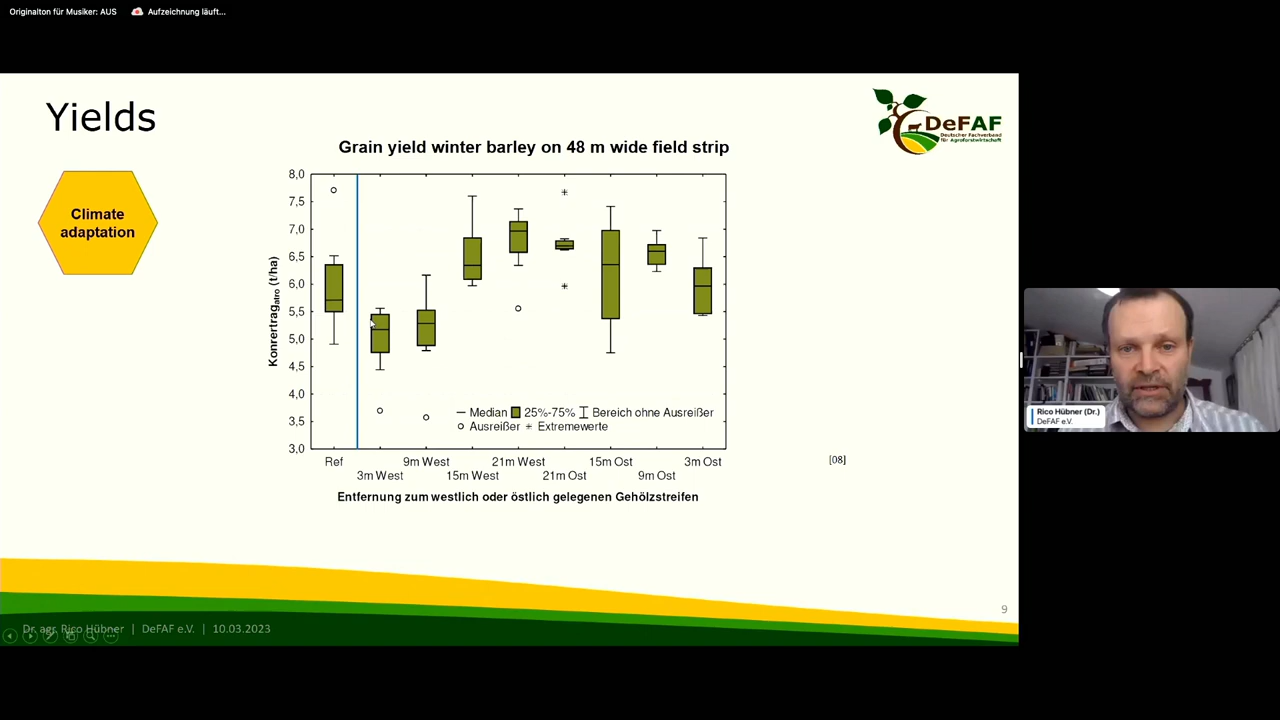 Originalton für Musiker: AUS
Aufzeichnung läuft...
Yields
DeFAF
Deutscher Fachverband
für Agroforstwirtschaft
Climate
adaptation
Grain yield winter barley on 48 m wide field strip
Konrertrag atro (t/ha)
8,0
7,5
7,0
6,5
6,0
5,5
5,0
4,5
4,0
3,5
3,0
Median 25%-75% Bereich ohne Ausreißer
Ausreißer Extremewerte
Ref 9m West 21m West 15m Ost 3m Ost
3m West 15m West 21m Ost 9m Ost
Entfernung zum westlich oder östlich gelegenen Gehölzstreifen
[08]
Rico Hübner (Dr.)
DeFAF e.V.
9
Dr. agr. Rico Hübner | DeFAF e.V. | 10.03.2023